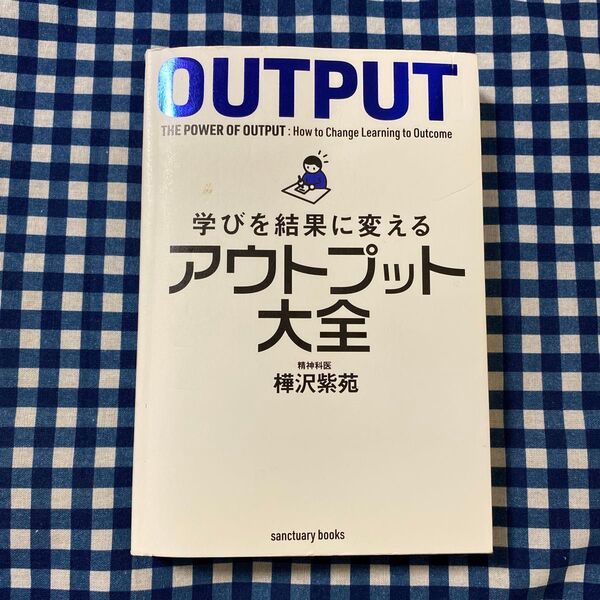 OUTPUT
THE POWER OF OUTPUT : How to Change Learning to Outcome
学びを結果に変える
アウトプット
大全
精神科医
樺沢紫苑
sanctuary books